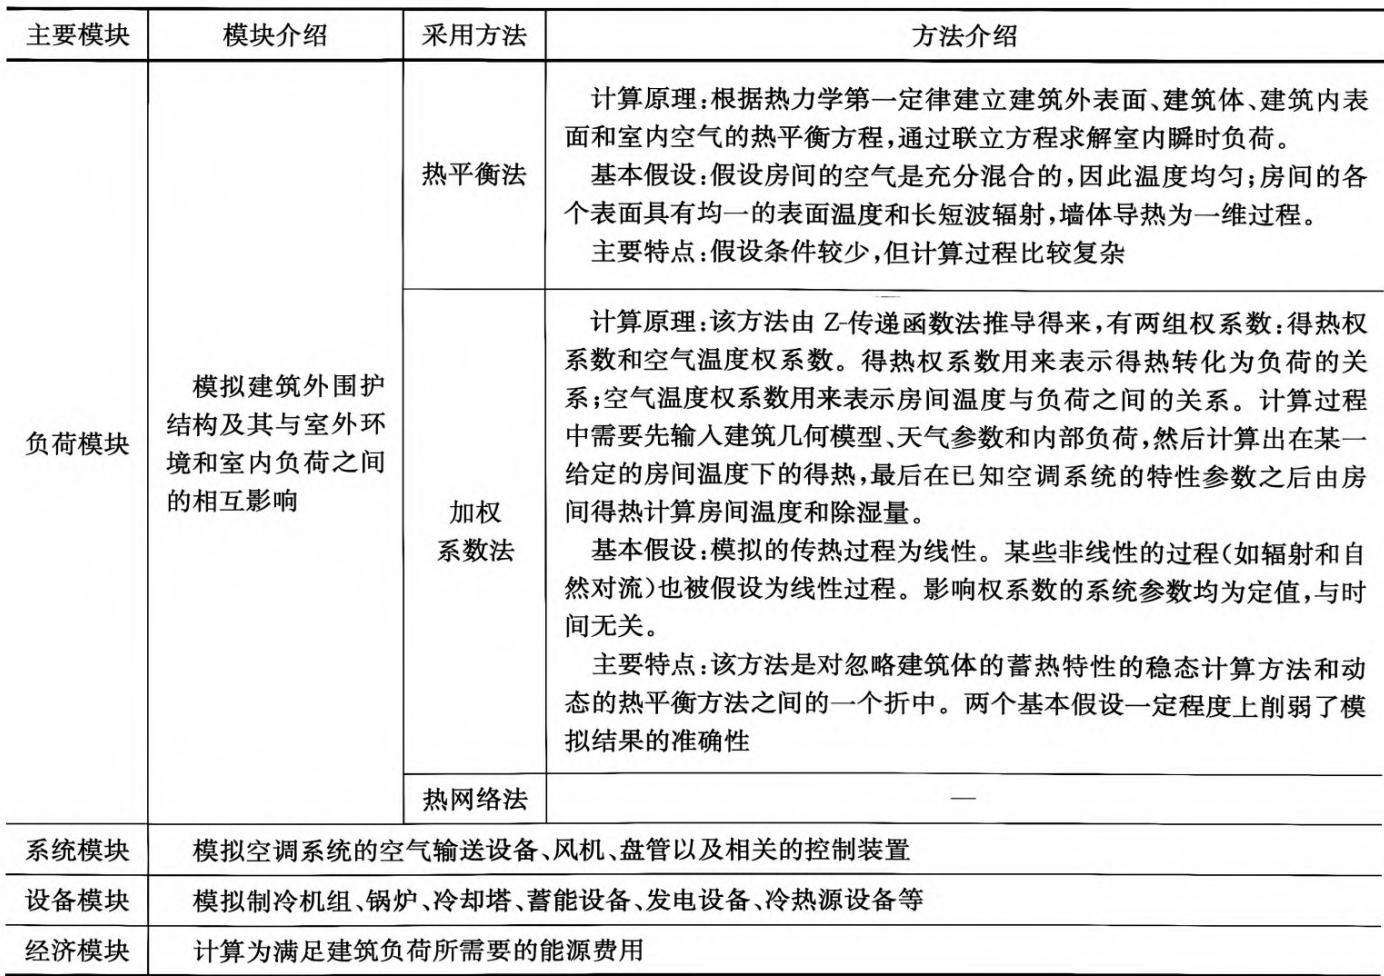 主要模块 模块介绍 采用方法 方法介绍
负荷模块
模拟建筑外围护
结构及其与室外环
境和室内负荷之间
的相互影响
热平衡法
计算原理:根据热力学第一定律建立建筑外表面、建筑体、建筑内表
面和室内空气的热平衡方程,通过联立方程求解室内瞬时负荷。
基本假设:假设房间的空气是充分混合的,因此温度均匀;房间的各
个表面具有均一的表面温度和长短波辐射,墙体导热为一维过程。
主要特点:假设条件较少,但计算过程比较复杂
加权
系数法
计算原理:该方法由 Z-传递函数法推导得来,有两组权系数:得热权
系数和空气温度权系数。得热权系数用来表示得热转化为负荷的关
系;空气温度权系数用来表示房间温度与负荷之间的关系。计算过程
中需要先输入建筑几何模型、天气参数和内部负荷,然后计算出在某一
给定的房间温度下的得热,最后在已知空调系统的特性参数之后由房
间得热计算房间温度和除湿量。
基本假设:模拟的传热过程为线性。某些非线性的过程(如辐射和自
然对流)也被假设为线性过程。影响权系数的系统参数均为定值,与时
间无关。
主要特点:该方法是对忽略建筑体的蓄热特性的稳态计算方法和动
态的热平衡方法之间的一个折中。两个基本假设一定程度上削弱了模
拟结果的准确性
热网络法 —
系统模块 模拟空调系统的空气输送设备、风机、盘管以及相关的控制装置
设备模块 模拟制冷机组、锅炉、冷却塔、蓄能设备、发电设备、冷热源设备等
经济模块 计算为满足建筑负荷所需要的能源费用